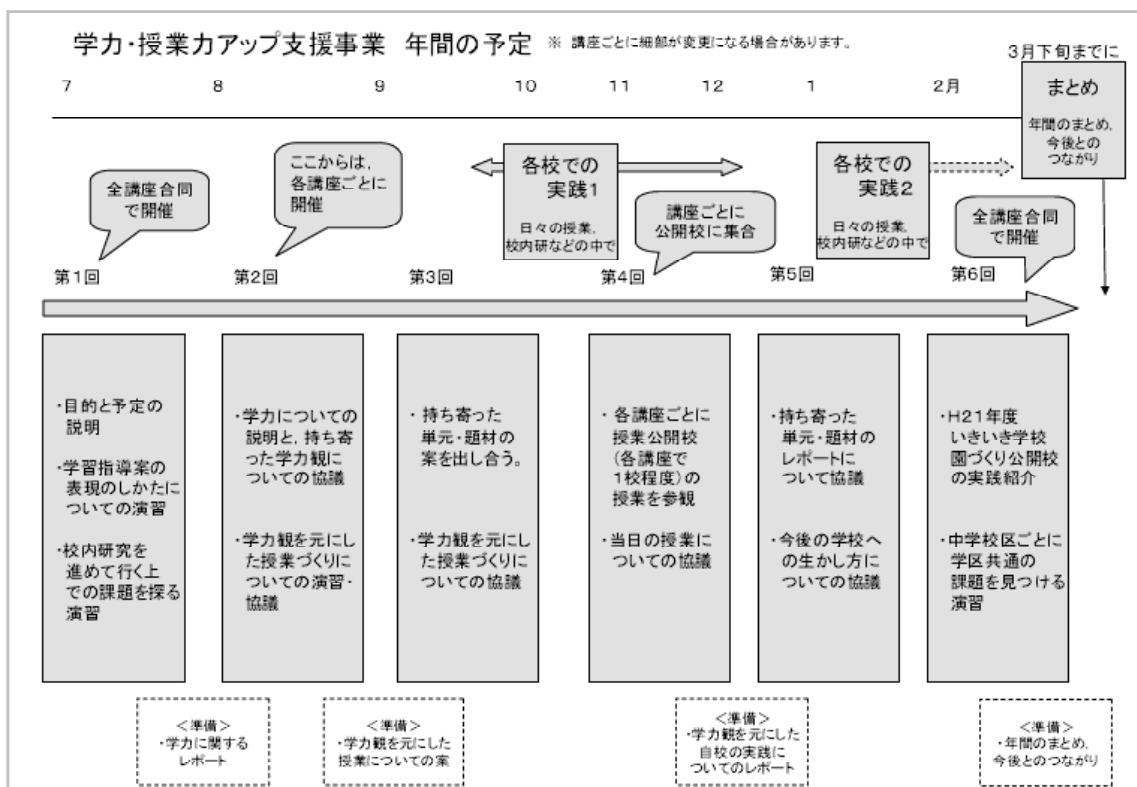 学力・授業力アップ支援事業 年間の予定 ※ 講座ごとに細部が変更になる場合があります。
3月下旬までに
7 8 9 10 11 12 1 2月
まとめ
年間のまとめ,
今後との
つながり
全講座合同
で開催
ここからは,
各講座ごとに
開催
各校での
実践1
日々の授業,
校内研などの中で
講座ごとに
公開校に集合
各校での
実践2
日々の授業,
校内研などの中で
全講座合同
で開催
第1回 第2回 第3回 第4回 第5回 第6回
・目的と予定の
説明
・学習指導案の
表現のしかたに
ついての演習
・校内研究を
進めて行く上
での課題を探る
演習
・学力についての
説明と, 持ち寄
った学力観に
ついての協議
・学力観を元にし
た授業づくりに
ついての演習・
協議
・持ち寄った
単元・題材の
案を出し合う。
・学力観を元にし
た授業づくりに
ついての協議
・各講座ごとに
授業公開校
(各講座で
1校程度)の
授業を参観
・当日の授業に
ついての協議
・持ち寄った
単元・題材の
レポートに
ついて協議
・今後の学校へ
の生かし方に
ついての協議
・H21年度
いきいき学校
園づくり公開校
の実践紹介
・中学校区ごとに
学区共通の
課題を見つける
演習
<準備>
・学力に関する
レポート
<準備>
・学力観を元にした
授業についての案
<準備>
・学力観を元にした
自校の実践に
ついてのレポート
<準備>
・年間のまとめ,
今後とのつながり